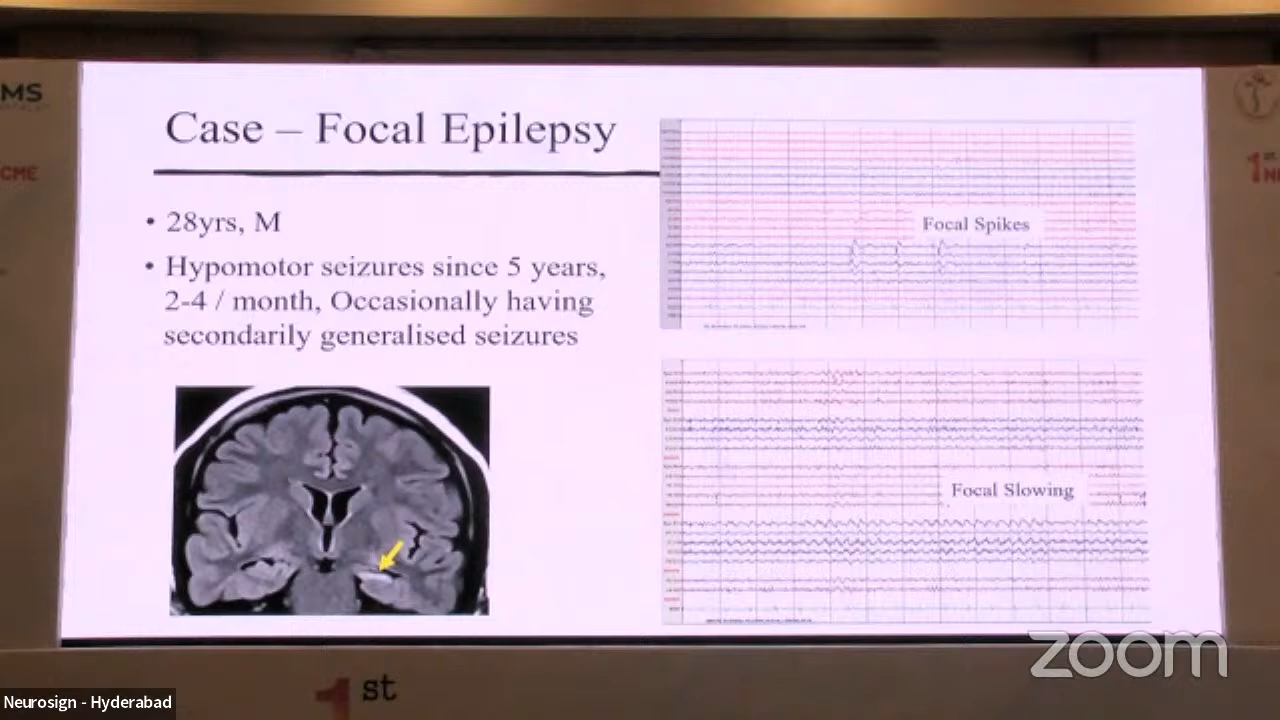 MS
CME
Case – Focal Epilepsy
• 28yrs, M
• Hypomotor seizures since 5 years,
2-4 / month, Occasionally having
secondarily generalised seizures
Focal Spikes
Focal Slowing
1st
zoom
Neurosign - Hyderabad